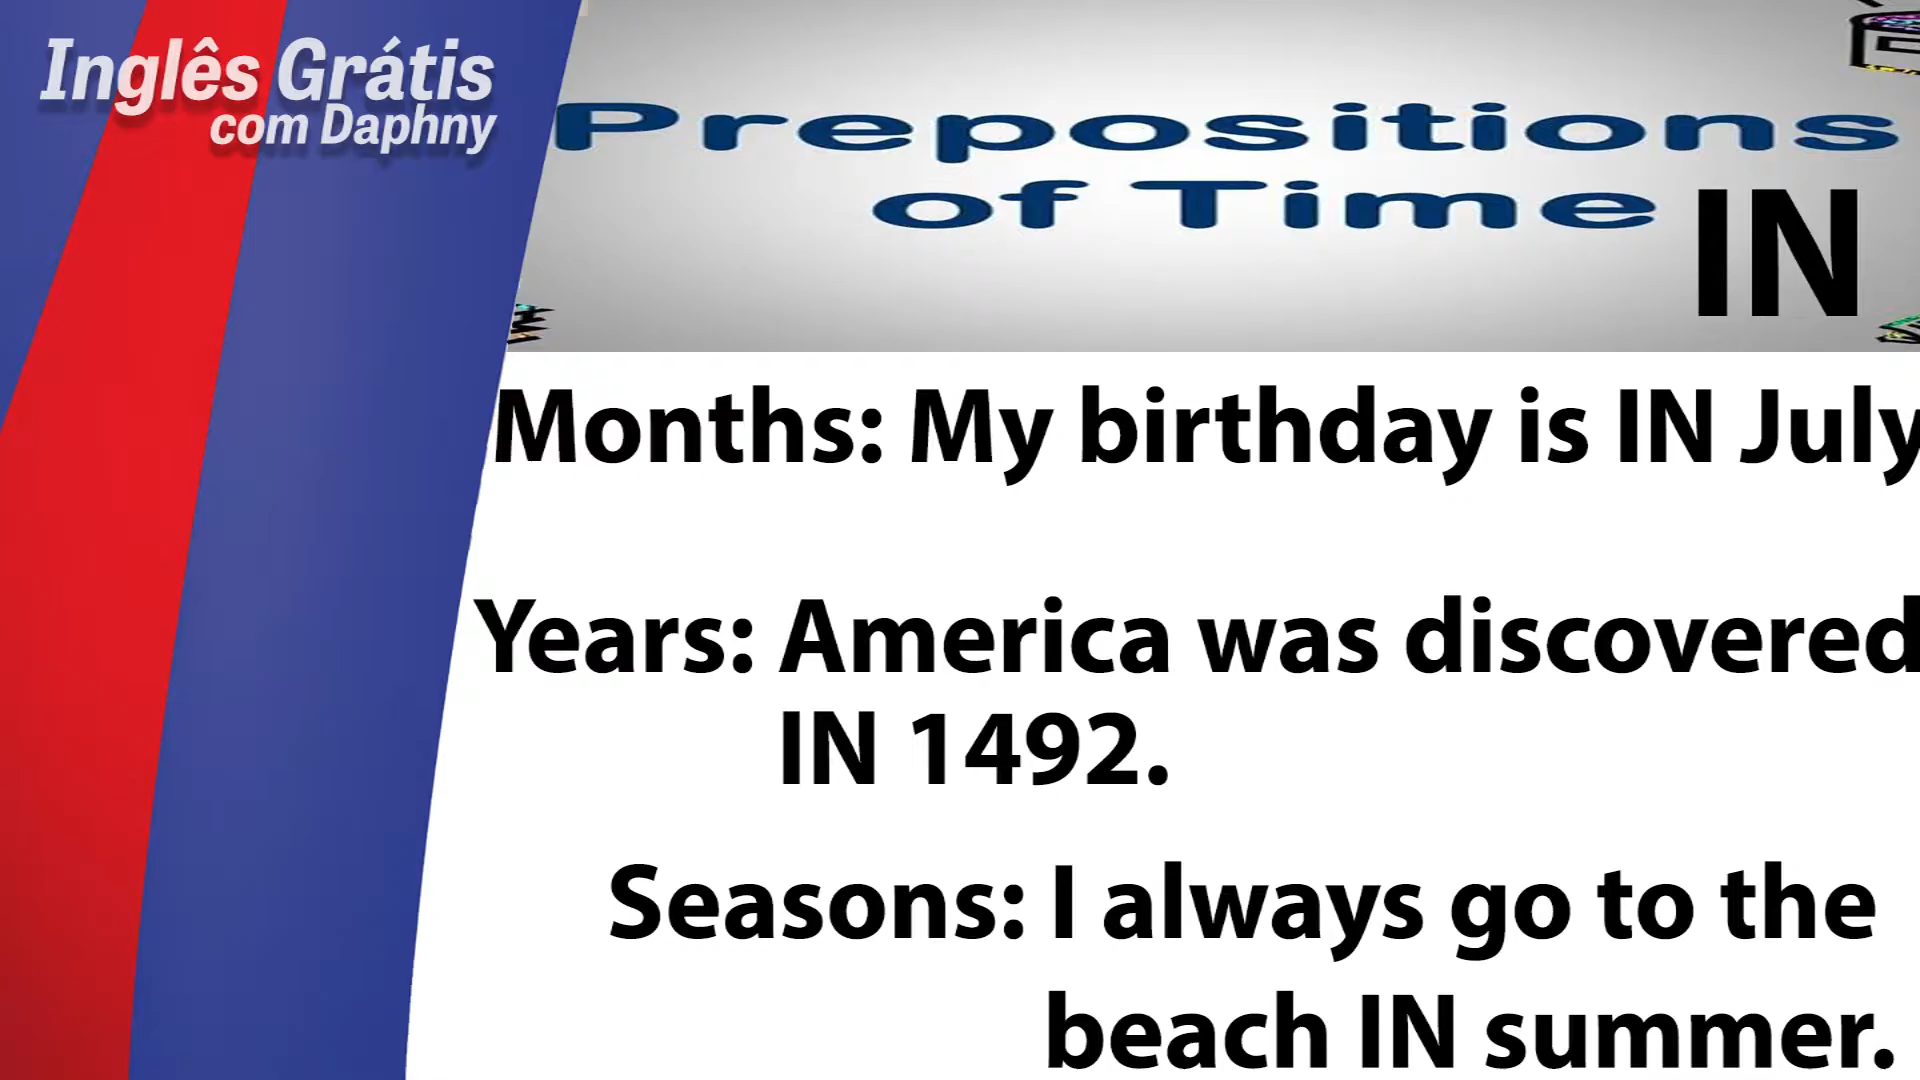 Inglês Grátis
com Daphny
Prepositions
of Time IN
Months: My birthday is IN July
Years: America was discovered
IN 1492.
Seasons: I always go to the
beach IN summer.